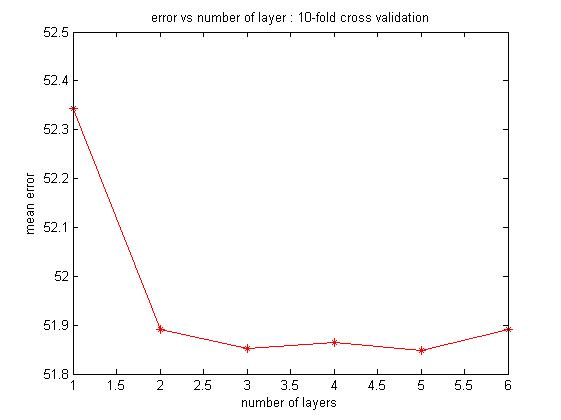 error vs number of layer : 10-fold cross validation
52.5
52.4
52.3
52.2
52.1
52
51.9
51.8
mean error
1 1.5 2 2.5 3 3.5 4 4.5 5 5.5 6
number of layers